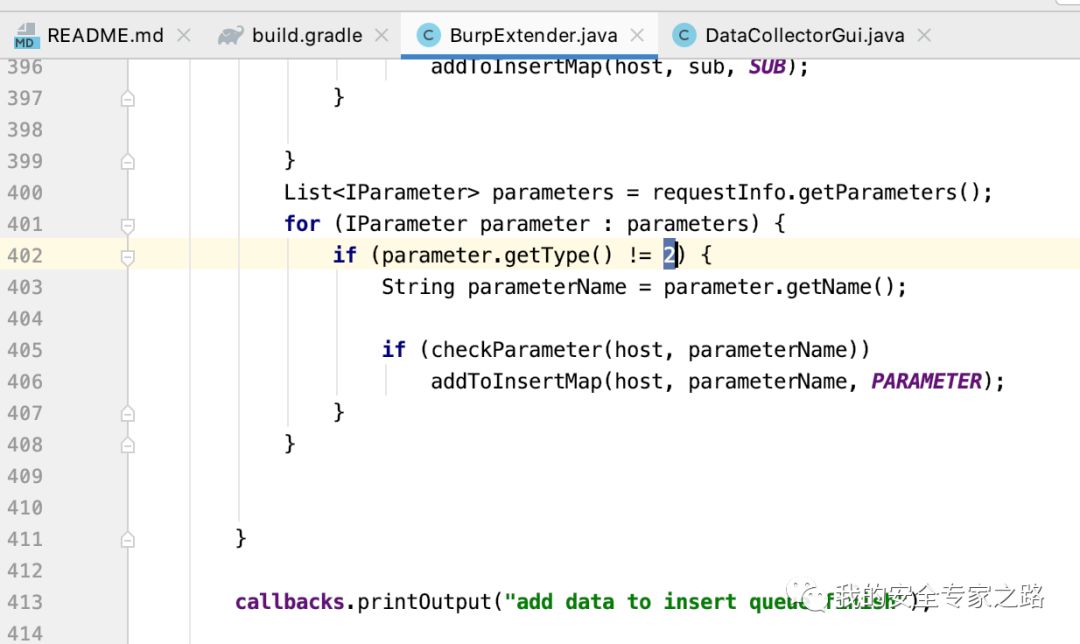 MD README.md build.gradle C BurpExtender.java C DataCollectorGui.java
396 addToInsertMap(host, sub, SUB);
397 }
398
399 }
400 List<IParameter> parameters = requestInfo.getParameters();
401 for (IParameter parameter : parameters) {
402 if (parameter.getType() != 2) {
403 String parameterName = parameter.getName();
404
405 if (checkParameter(host, parameterName))
406 addToInsertMap(host, parameterName, PARAMETER);
407 }
408 }
409
410
411 }
412
413 callbacks.printOutput("add data to insert queue finish");
我的安全专家之路
414